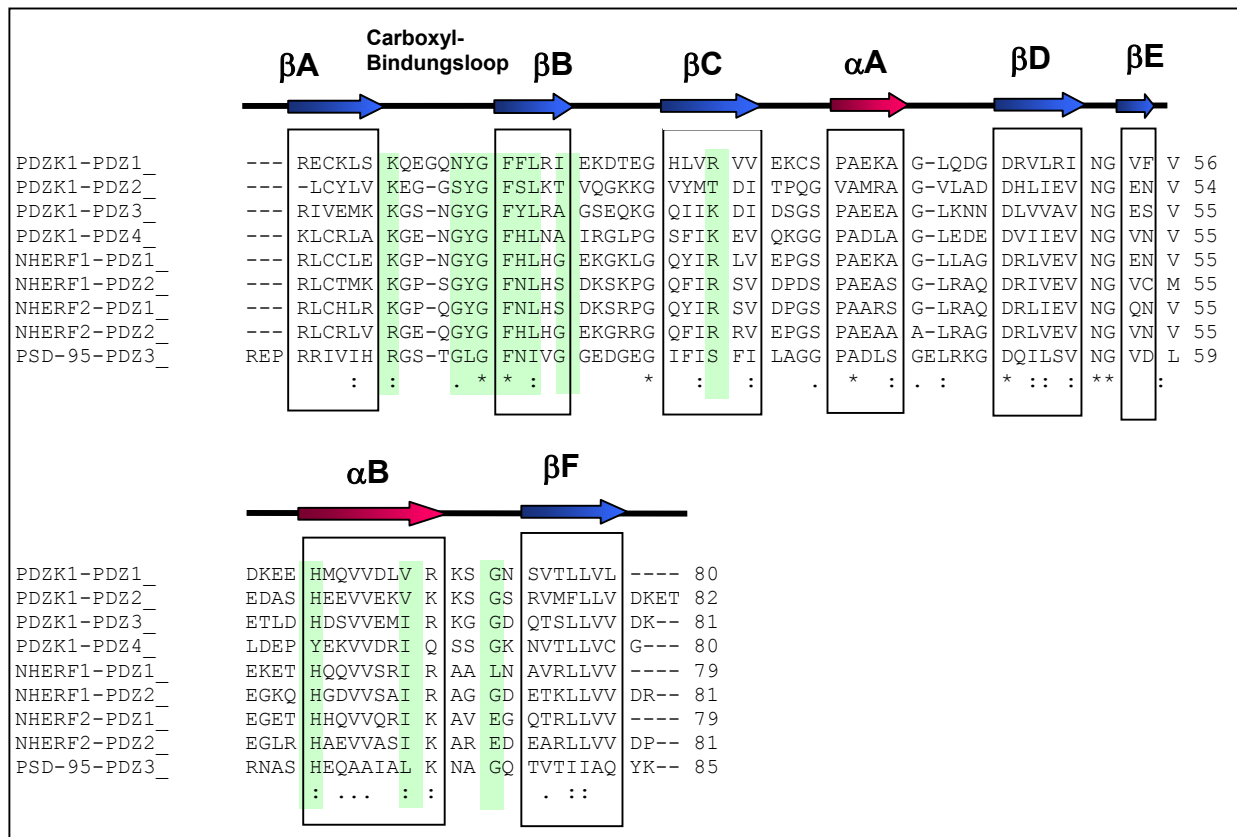 Carboxyl-
Bindungsloop
βA βB βC αA βD βE
PDZK1-PDZ1_ --- RECKLS KQEGQNYG FFLRI EKDTEG HLVR VV EKCS PAEKA G-LQDG DRVLRI NG VF V 56
PDZK1-PDZ2_ ---LCYLV KEG-GSYG FSLKT VQGKKG VYMT DI TPQG VAMRA G-VLAD DHLIEV NG EN V 54
PDZK1-PDZ3_ --- RIVEMK KGS-NGYG FYLRA GSEQKG QIIK DI DSGS PAEEA G-LKNN DLVVAV NG ES V 55
PDZK1-PDZ4_ --- KLCRLA KGE-NGYG FHLNA IRGLPG SFIK EV QKGG PADLA G-LEDE DVIIEV NG VN V 55
NHERF1-PDZ1_ --- RLCCLE KGP-NGYG FHLHG EKGKLG QYIR LV EPGS PAEKA G-LLAG DRLVEV NG EN V 55
NHERF1-PDZ2_ --- RLCTMK KGP-SGYG FNLHS DKSKPG QFIR SV DPDS PAEAS G-LRAQ DRIVEV NG VC M 55
NHERF2-PDZ1_ --- RLCHLR KGP-QGYG FNLHS DKSRPG QYIR SV DPGS PAARS G-LRAQ DRLIEV NG QN V 55
NHERF2-PDZ2_ --- RLCRLV RGE-QGYG FHLHG EKGRRG QFIR RV EPGS PAEAA A-LRAG DRLVEV NG VN V 55
PSD-95-PDZ3_ REP RRIVIH RGS-TGLG FNIVG GEDGEG IFIS FI LAGG PADLS GELRKG DQILSV NG VD L 59
: : . * * : * : : . * : . : * :: : ** :
αB βF
PDZK1-PDZ1_ DKEE HMQVVDLV R KS GN SVTLLVL ---- 80
PDZK1-PDZ2_ EDAS HEEVVEKV K KS GS RVMFLLV DKET 82
PDZK1-PDZ3_ ETLD HDSVVEMI R KG GD QTSLLVV DK-- 81
PDZK1-PDZ4_ LDEP YEKVVDRI Q SS GK NVTLLVC G--- 80
NHERF1-PDZ1_ EKET HQQVVSRI R AA LN AVRLLVV ---- 79
NHERF1-PDZ2_ EGKQ HGDVVSAI R AG GD ETKLLVV DR-- 81
NHERF2-PDZ1_ EGET HHQVVQRI K AV EG QTRLLVV ---- 79
NHERF2-PDZ2_ EGLR HAEVVASI K AR ED EARLLVV DP-- 81
PSD-95-PDZ3_ RNAS HEQAAIAL K NA GQ TVTIIAQ YK-- 85
: ... : : . ::